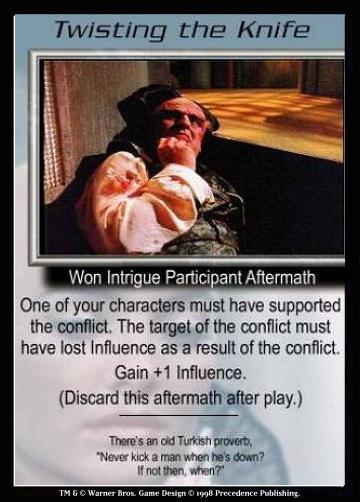 Twisting the Knife
Won Intrigue Participant Aftermath
One of your characters must have supported
the conflict. The target of the conflict must
have lost Influence as a result of the conflict.
Gain +1 Influence.
(Discard this aftermath after play.)
There's an old Turkish proverb,
"Never kick a man when he's down?
If not then, when?"
TM & © Warner Bros. Game Design © 1998 Precedence Publishing.